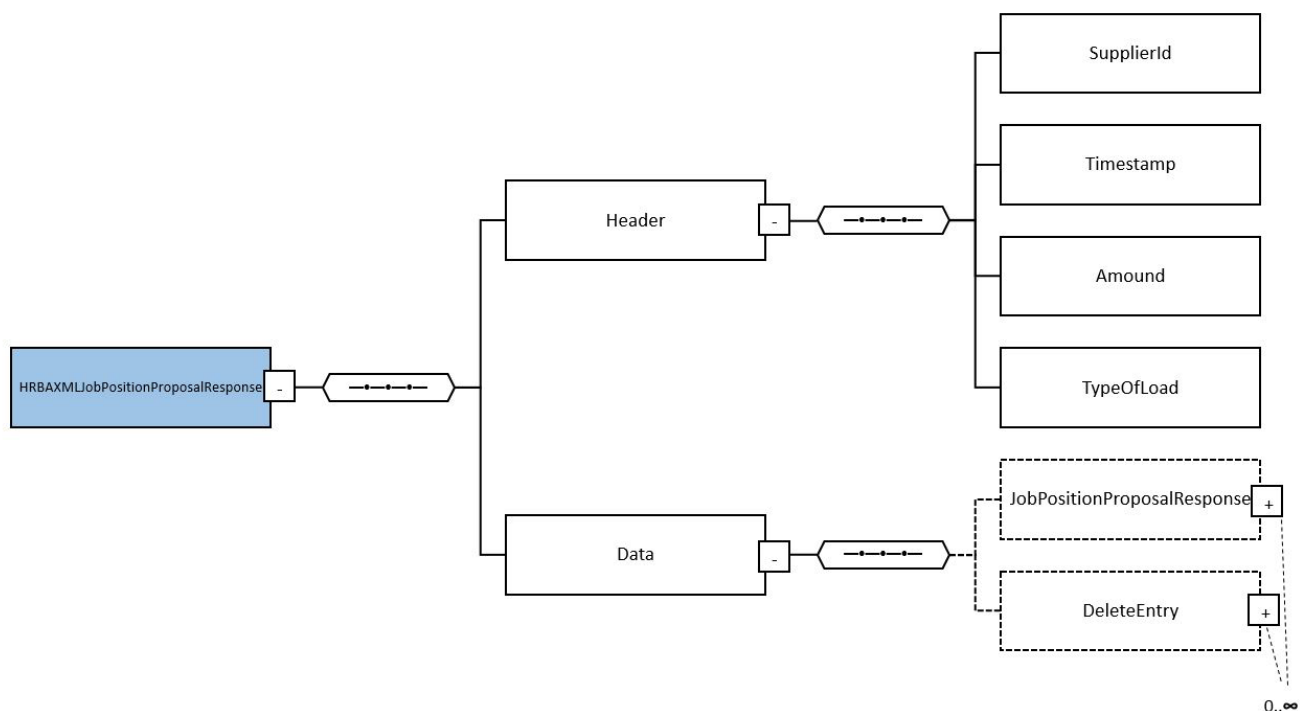 SupplierId
Timestamp
Header
-
Amound
HRBAXMLJobPositionProposalResponse
-
TypeOfLoad
JobPositionProposalResponse
+
Data
-
DeleteEntry
+
0..∞